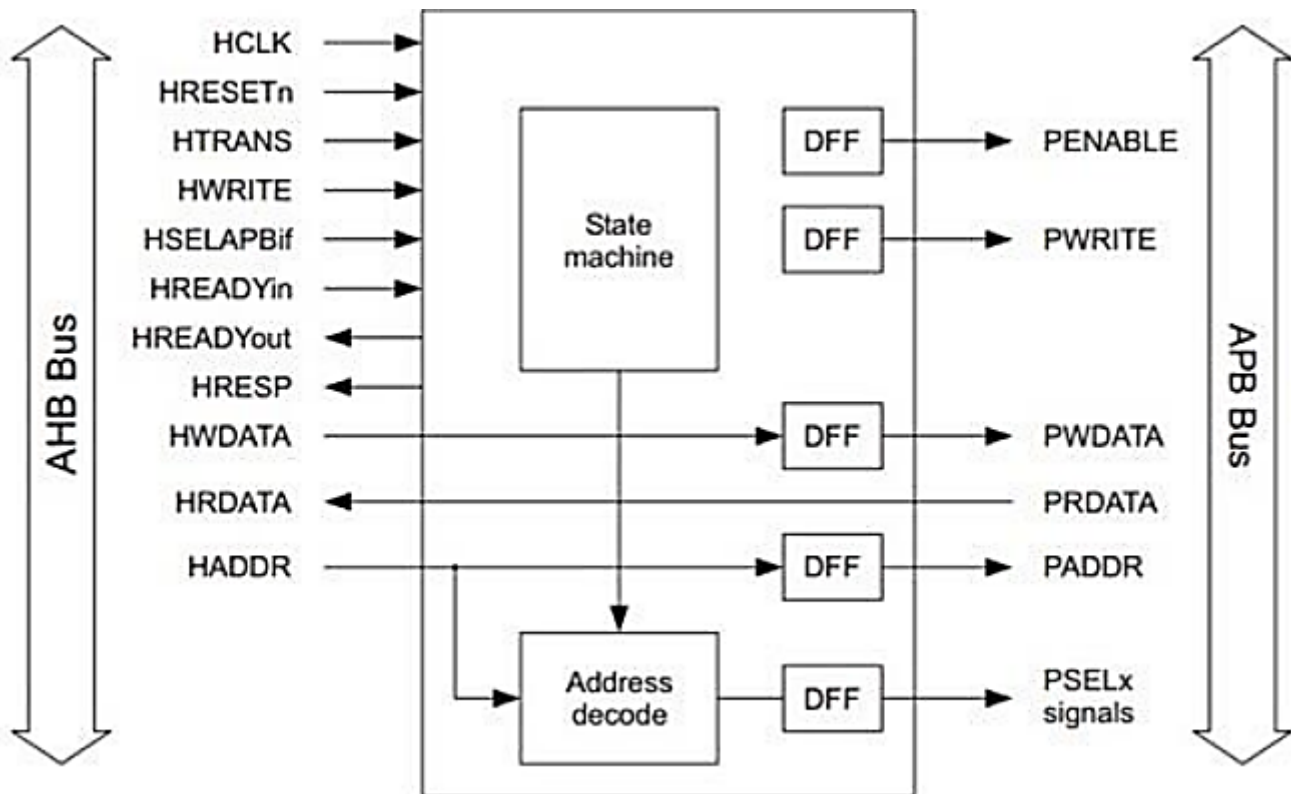 AHB Bus
HCLK
HRESETn
HTRANS
HWRITE
HSELAPBif
HREADYin
HREADYout
HRESP
HWDATA
HRDATA
HADDR
State
machine
Address
decode
DFF
DFF
DFF
DFF
DFF
PENABLE
PWRITE
PWDATA
PRDATA
PADDR
PSELx
signals
APB Bus